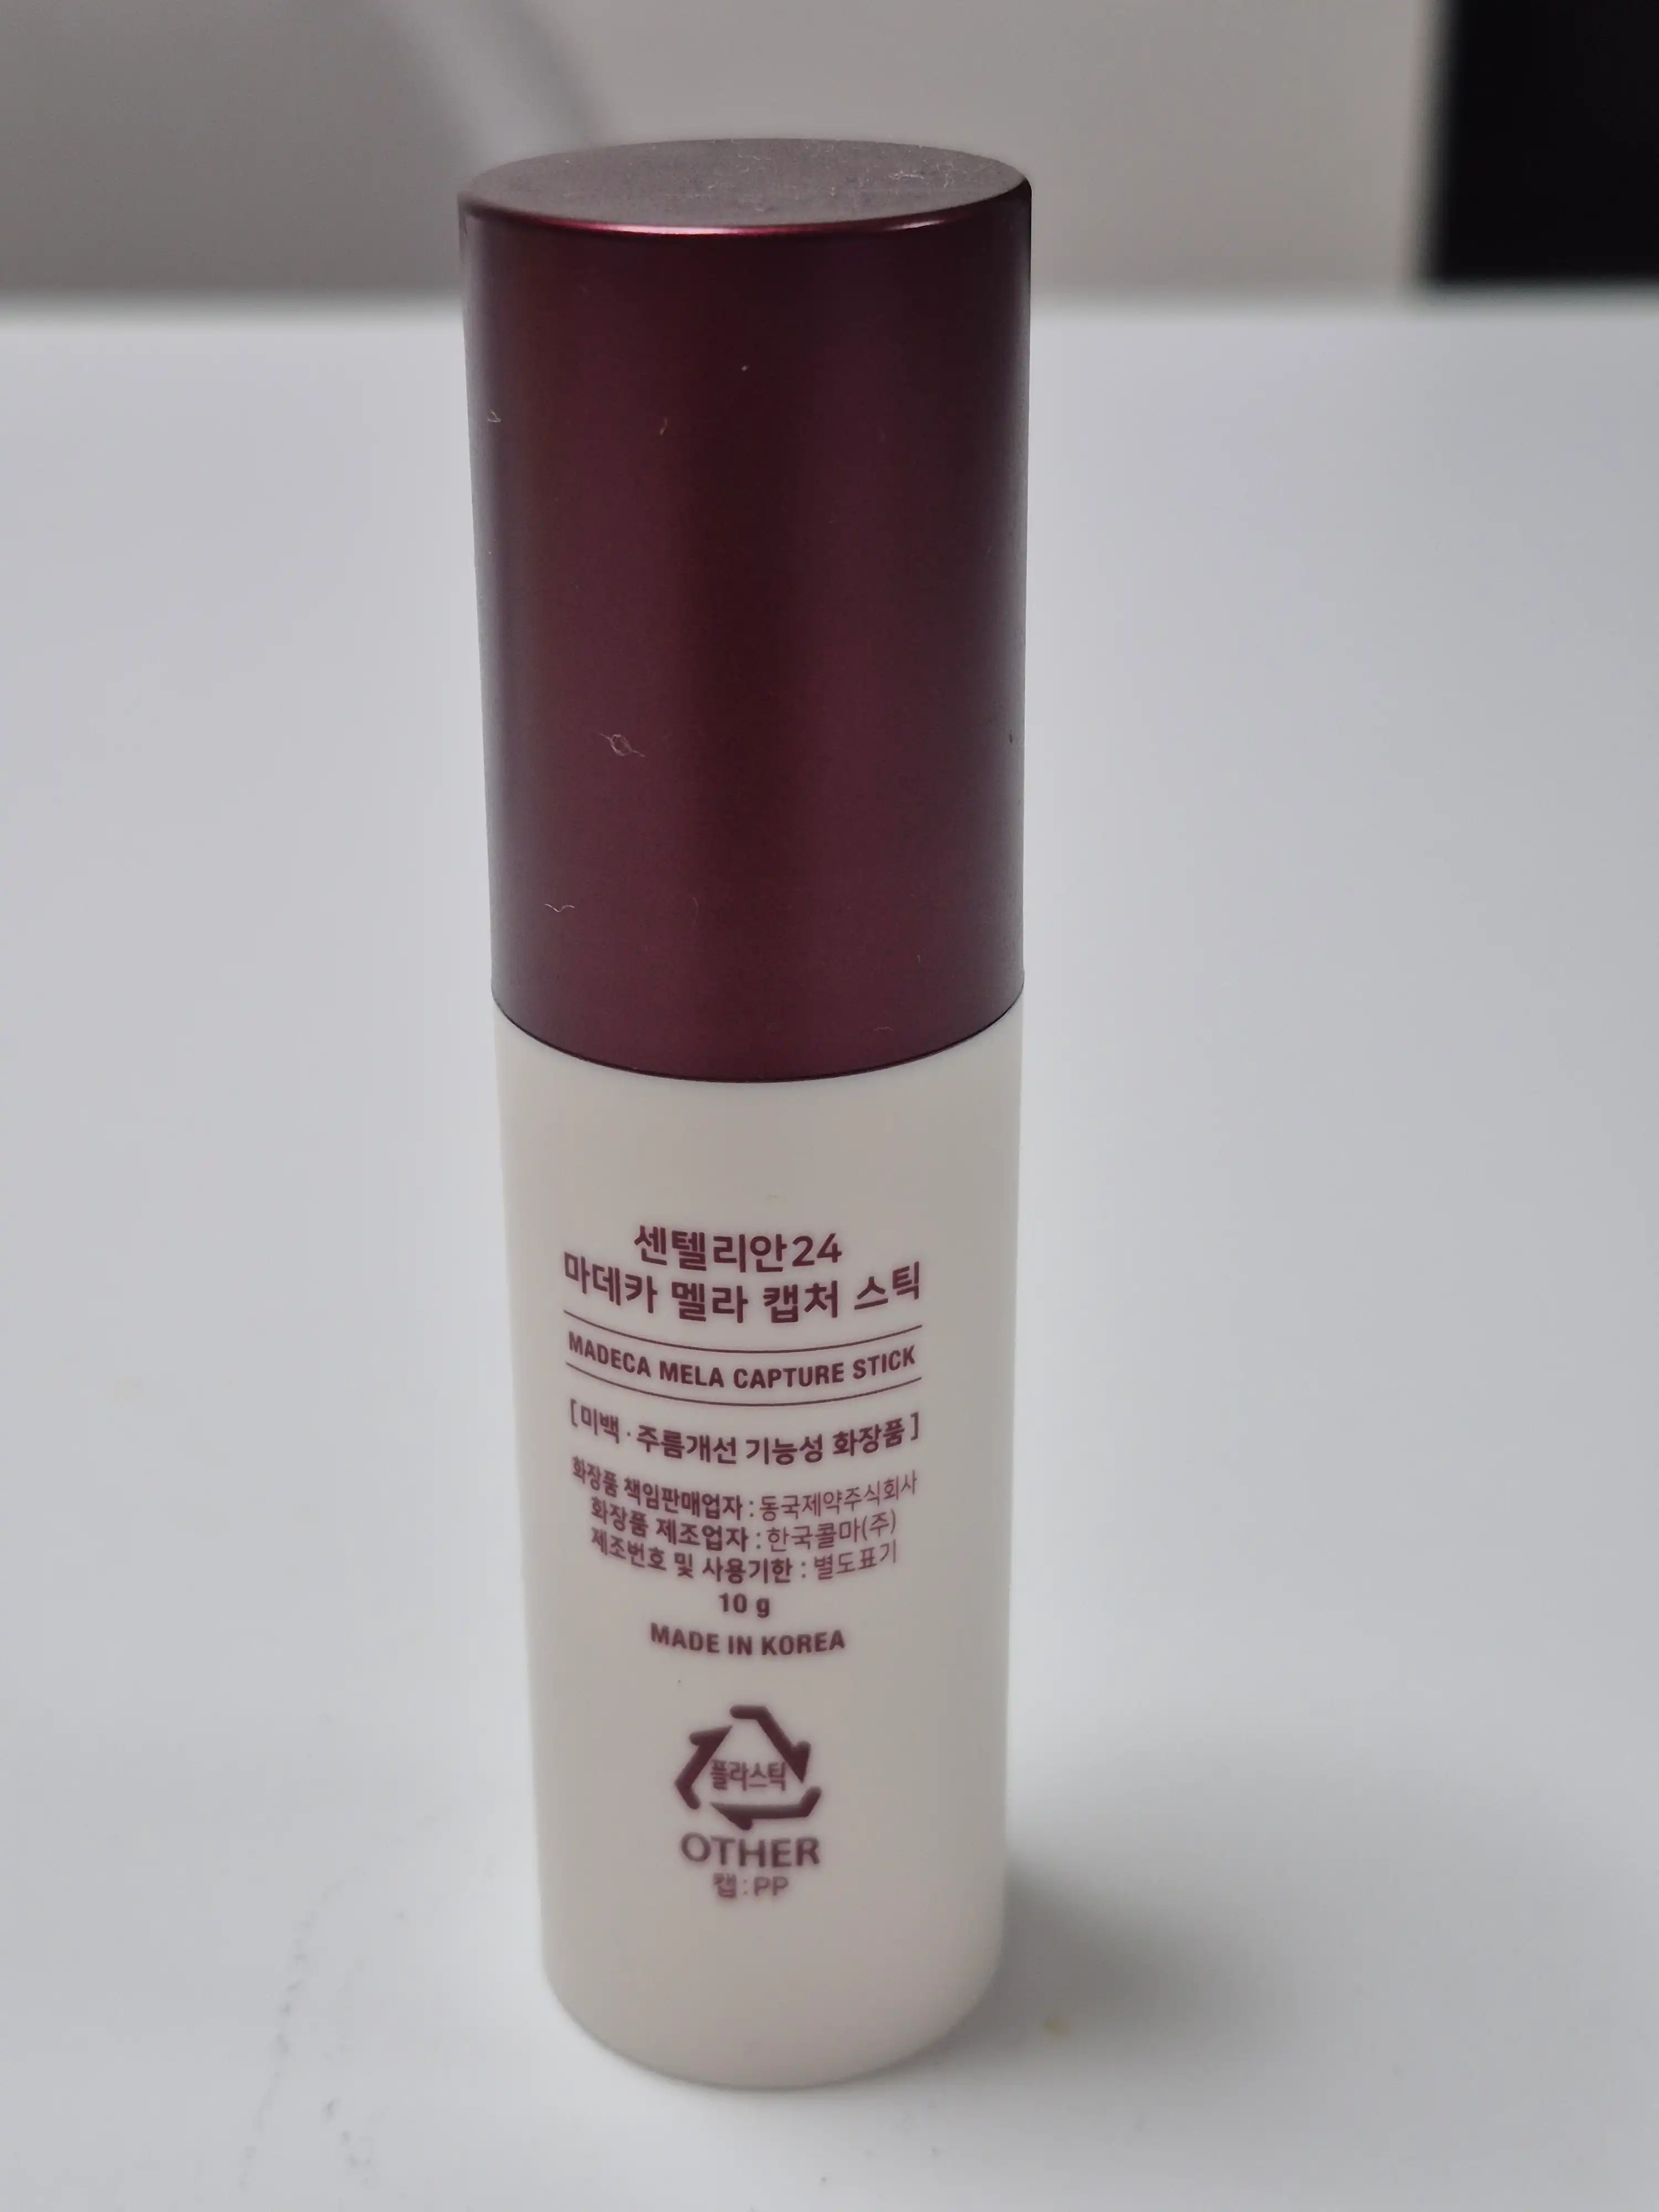 센텔리안24
마데카 멜라 캡처 스틱
MADECA MELA CAPTURE STICK
[미백·주름개선 기능성 화장품]
화장품 책임판매업자 : 동국제약주식회사
화장품 제조업자 : 한국콜마(주)
제조번호 및 사용기한 : 별도표기
10 g
MADE IN KOREA
플라스틱
OTHER
캡 : PP